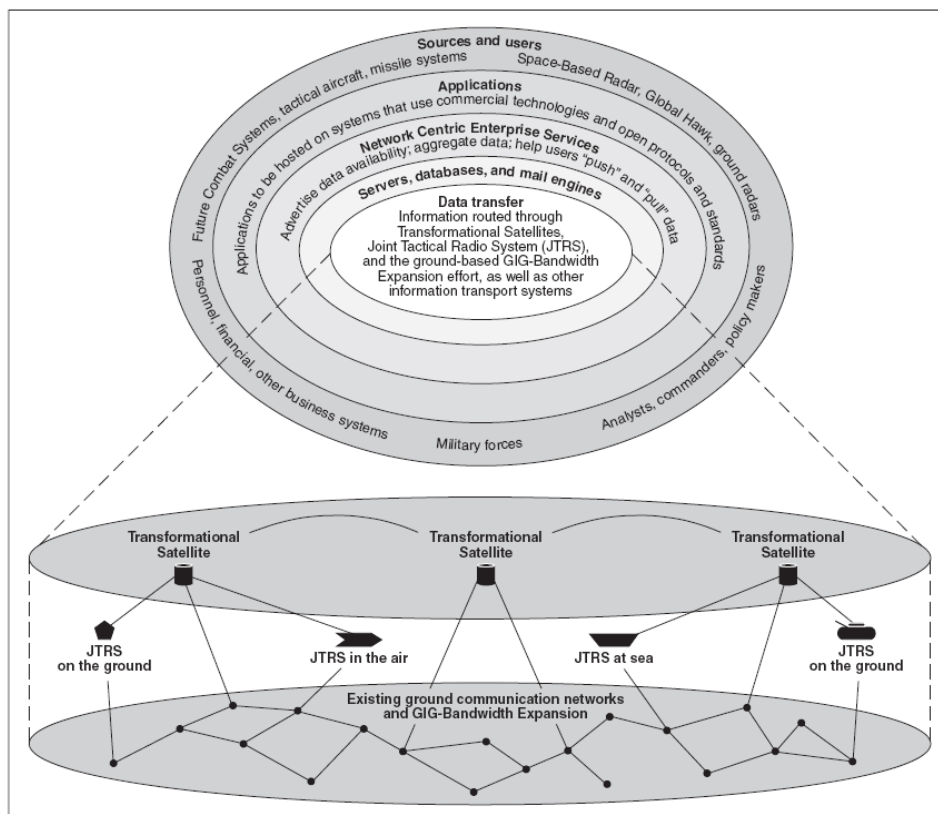 Sources and users
Future Combat Systems, tactical aircraft, missile systems
Space-Based Radar, Global Hawk, ground radars
Applications
Applications to be hosted on systems that use commercial technologies and open protocols and standards
Network Centric Enterprise Services
Advertise data availability; aggregate data; help users "push" and "pull" data
Servers, databases, and mail engines
Data transfer
Information routed through
Transformational Satellites,
Joint Tactical Radio System (JTRS),
and the ground-based GIG-Bandwidth
Expansion effort, as well as other
information transport systems
Personnel, financial, other business systems
Military forces
Analysts, commanders, policy makers
Transformational
Satellite
Transformational
Satellite
Transformational
Satellite
JTRS
on the ground
JTRS in the air
JTRS at sea
JTRS
on the ground
Existing ground communication networks
and GIG-Bandwidth Expansion